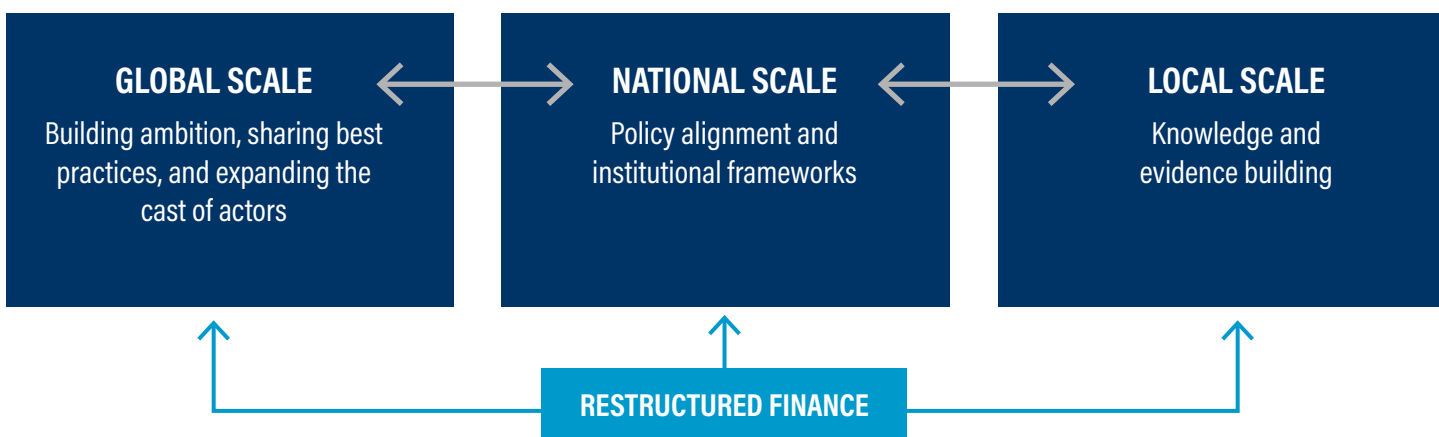 GLOBAL SCALE
Building ambition, sharing best
practices, and expanding the
cast of actors
NATIONAL SCALE
Policy alignment and
institutional frameworks
LOCAL SCALE
Knowledge and
evidence building
RESTRUCTURED FINANCE